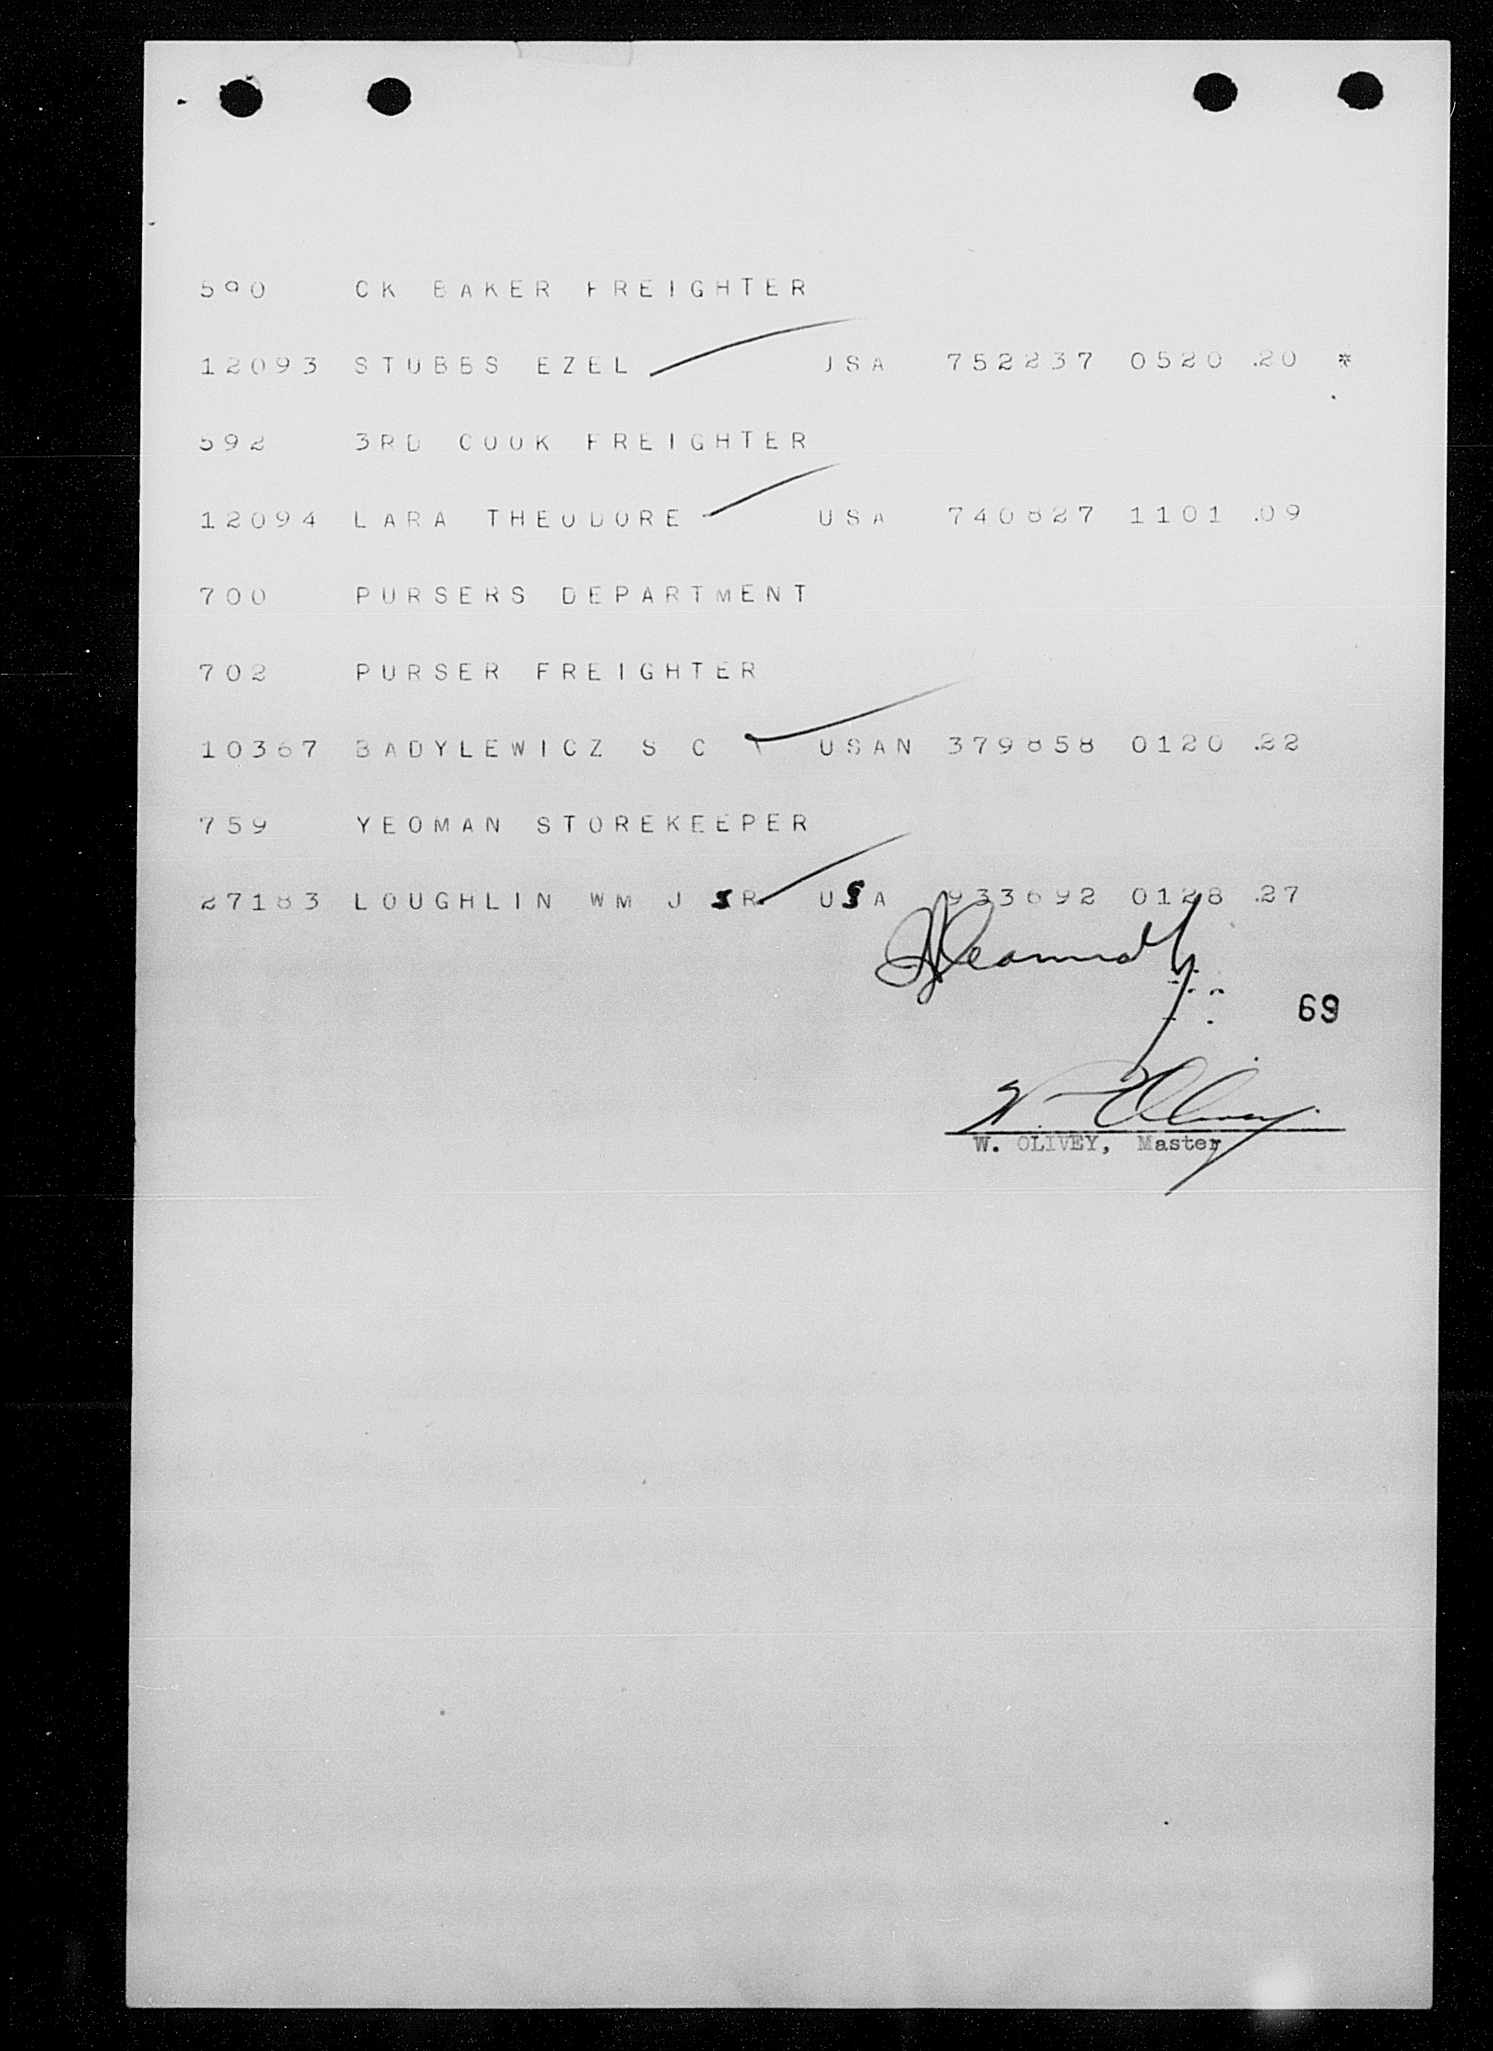 590 CK BAKER FREIGHTER
12093 STUBBS EZEL USA 752237 0520 .20 *
592 3RD COOK FREIGHTER
12094 LARA THEODORE USA 740827 1101 .09
700 PURSERS DEPARTMENT
702 PURSER FREIGHTER
10367 BADYLEWICZ S C USAN 379858 0120 .22
759 YEOMAN STOREKEEPER
27183 LOUGHLIN WM J SR USA 933692 0128 .27
69
W. Olivey
W. OLIVEY, Master